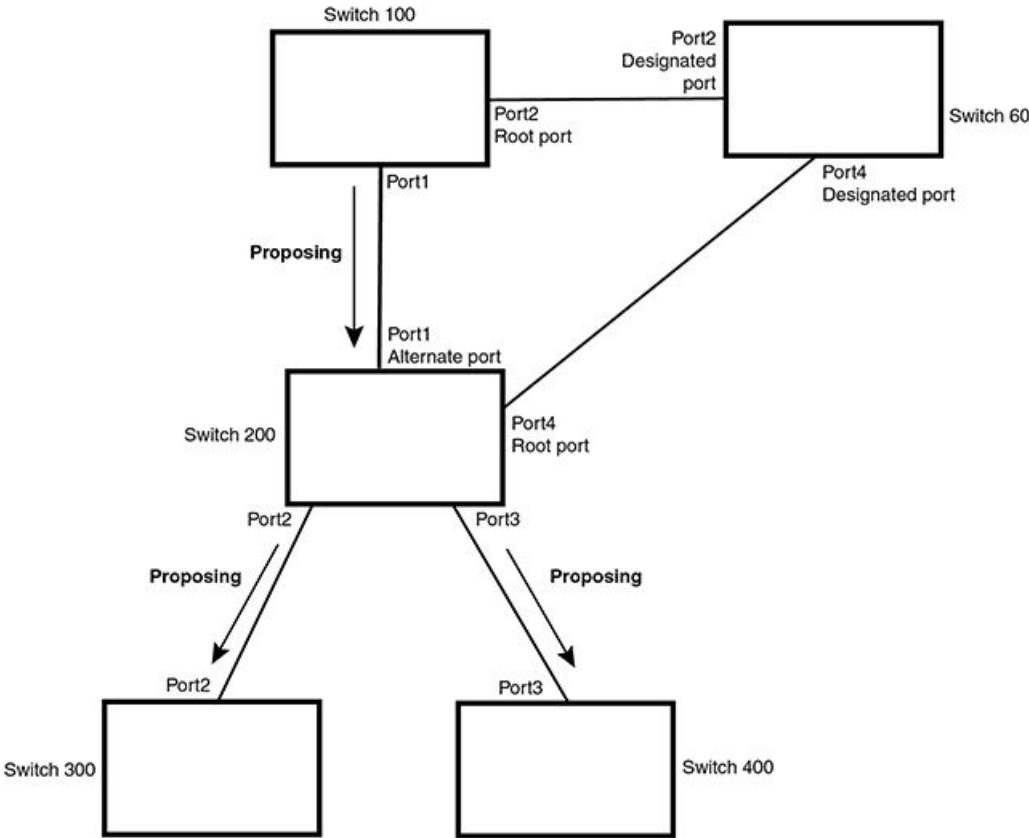 Switch 100
Port2
Designated
port
Switch 60
Port2
Root port
Port1
Port4
Designated port
Proposing
Port1
Alternate port
Switch 200
Port4
Root port
Port2
Port3
Proposing
Proposing
Port2
Port3
Switch 300
Switch 400